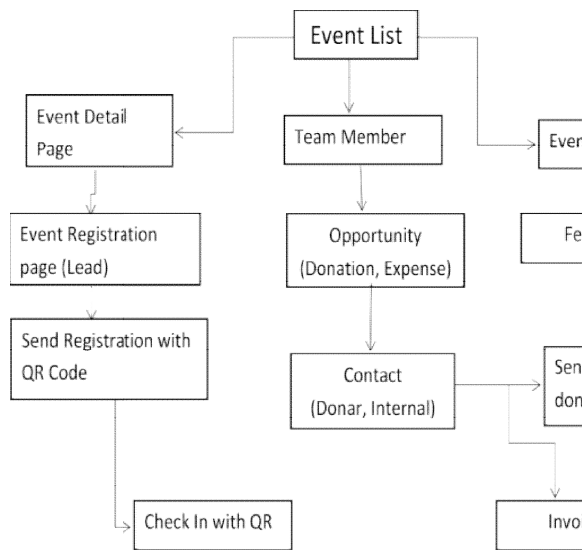 Event List
Event Detail
Page
Team Member
Event Registration
page (Lead)
Opportunity
(Donation, Expense)
Send Registration with
QR Code
Contact
(Donar, Internal)
Check In with QR